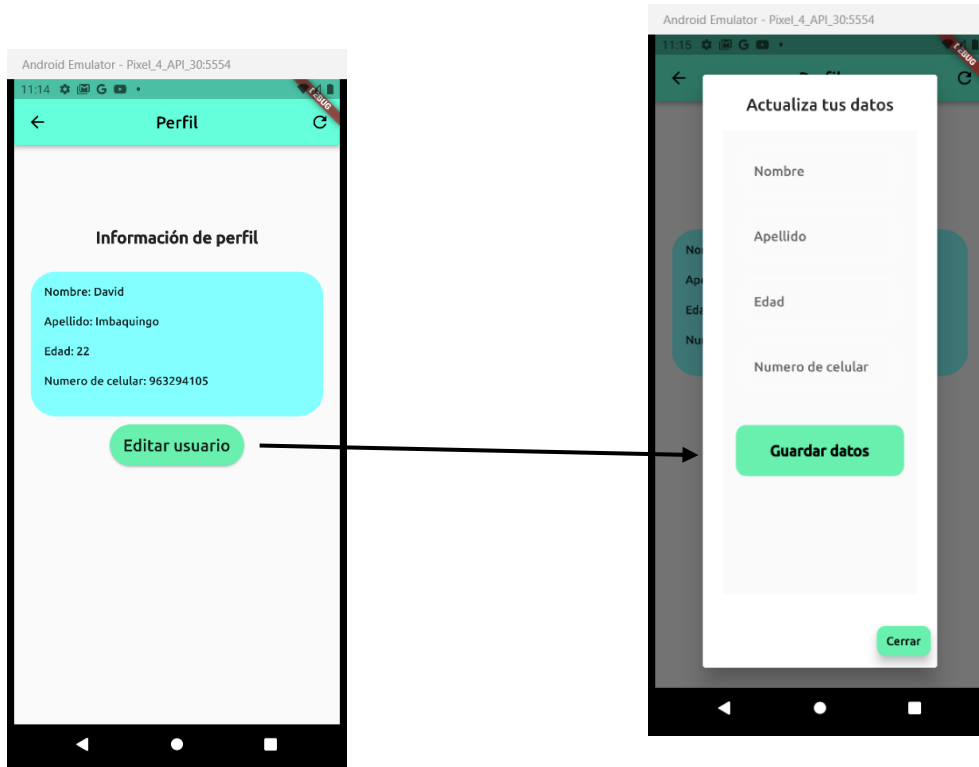 Android Emulator - Pixel_4_API_30:5554
11:14 G
DEBUG
Perfil
Información de perfil
Nombre: David
Apellido: Imbaquingo
Edad: 22
Numero de celular: 963294105
Editar usuario
Android Emulator - Pixel_4_API_30:5554
11:15 G
DEBUG
Actualiza tus datos
Nombre
Apellido
Edad
Numero de celular
Guardar datos
Cerrar